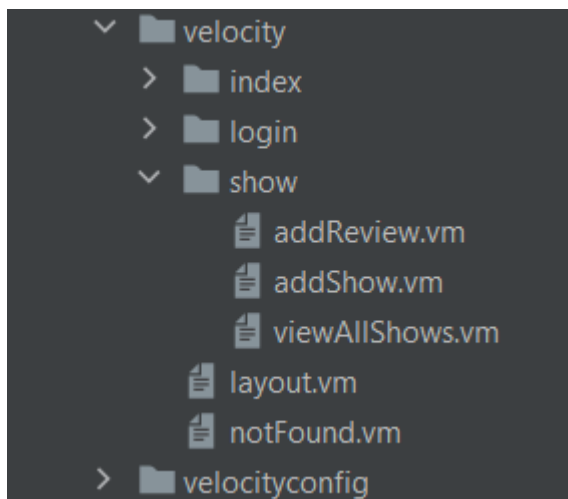 velocity
index
login
show
addReview.vm
addShow.vm
viewAllShows.vm
layout.vm
notFound.vm
velocityconfig